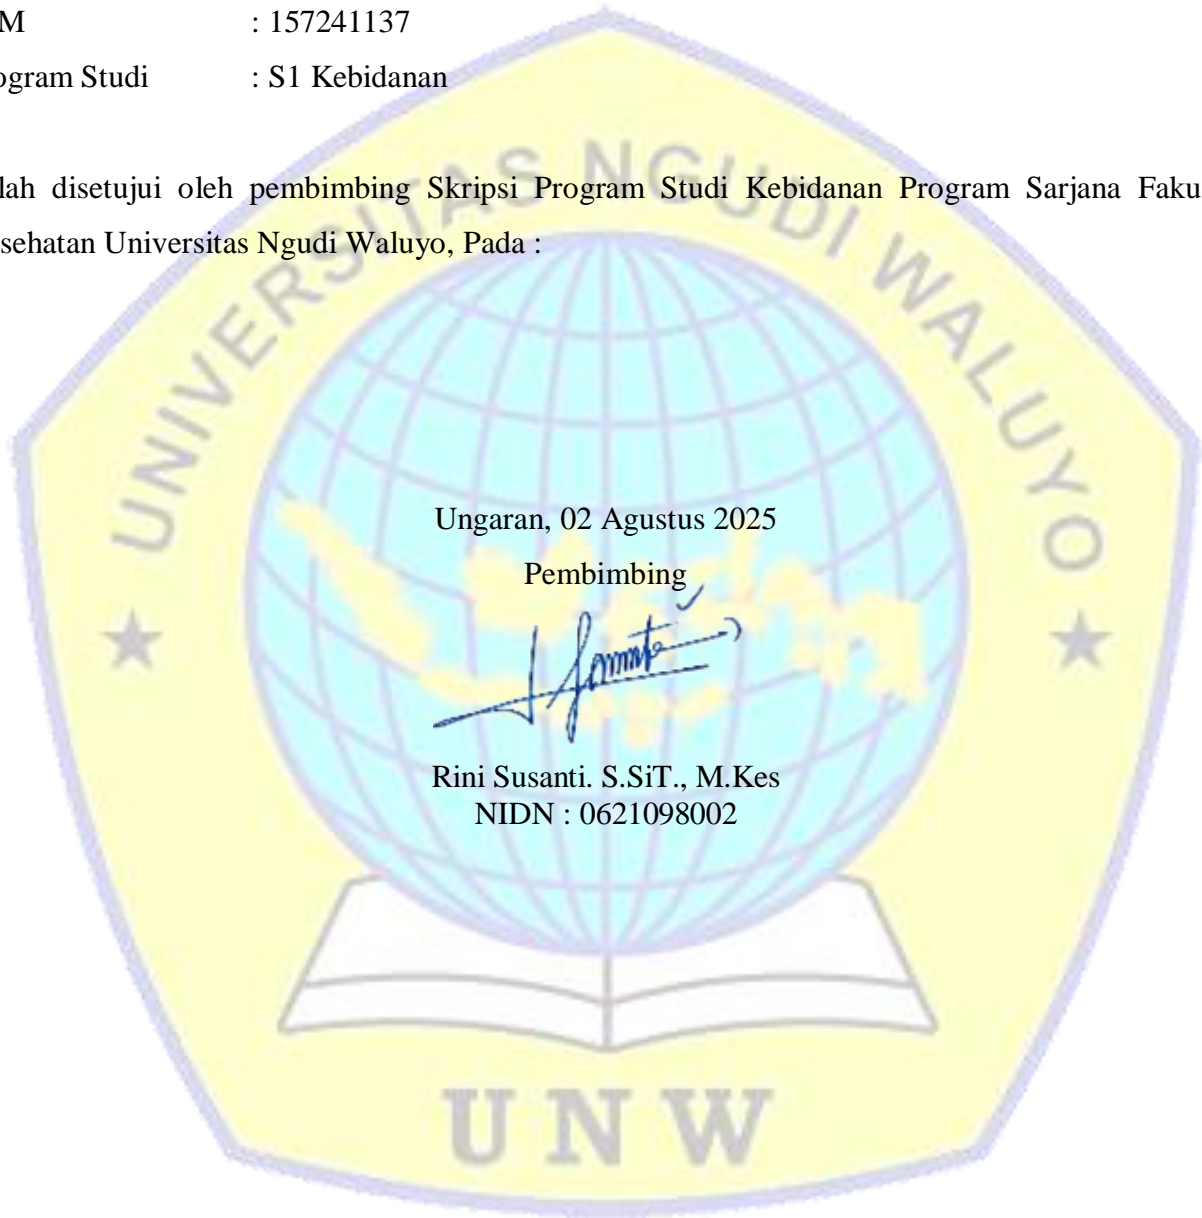 M : 157241137
ogram Studi : S1 Kebidanan
lah disetujui oleh pembimbing Skripsi Program Studi Kebidanan Program Sarjana Faku
sehatan Universitas Ngudi Waluyo, Pada :
UNIVERSITAS NGUDI WALUYO
Ungaran, 02 Agustus 2025
Pembimbing
Rini Susanti. S.SiT., M.Kes
NIDN : 0621098002
UNW